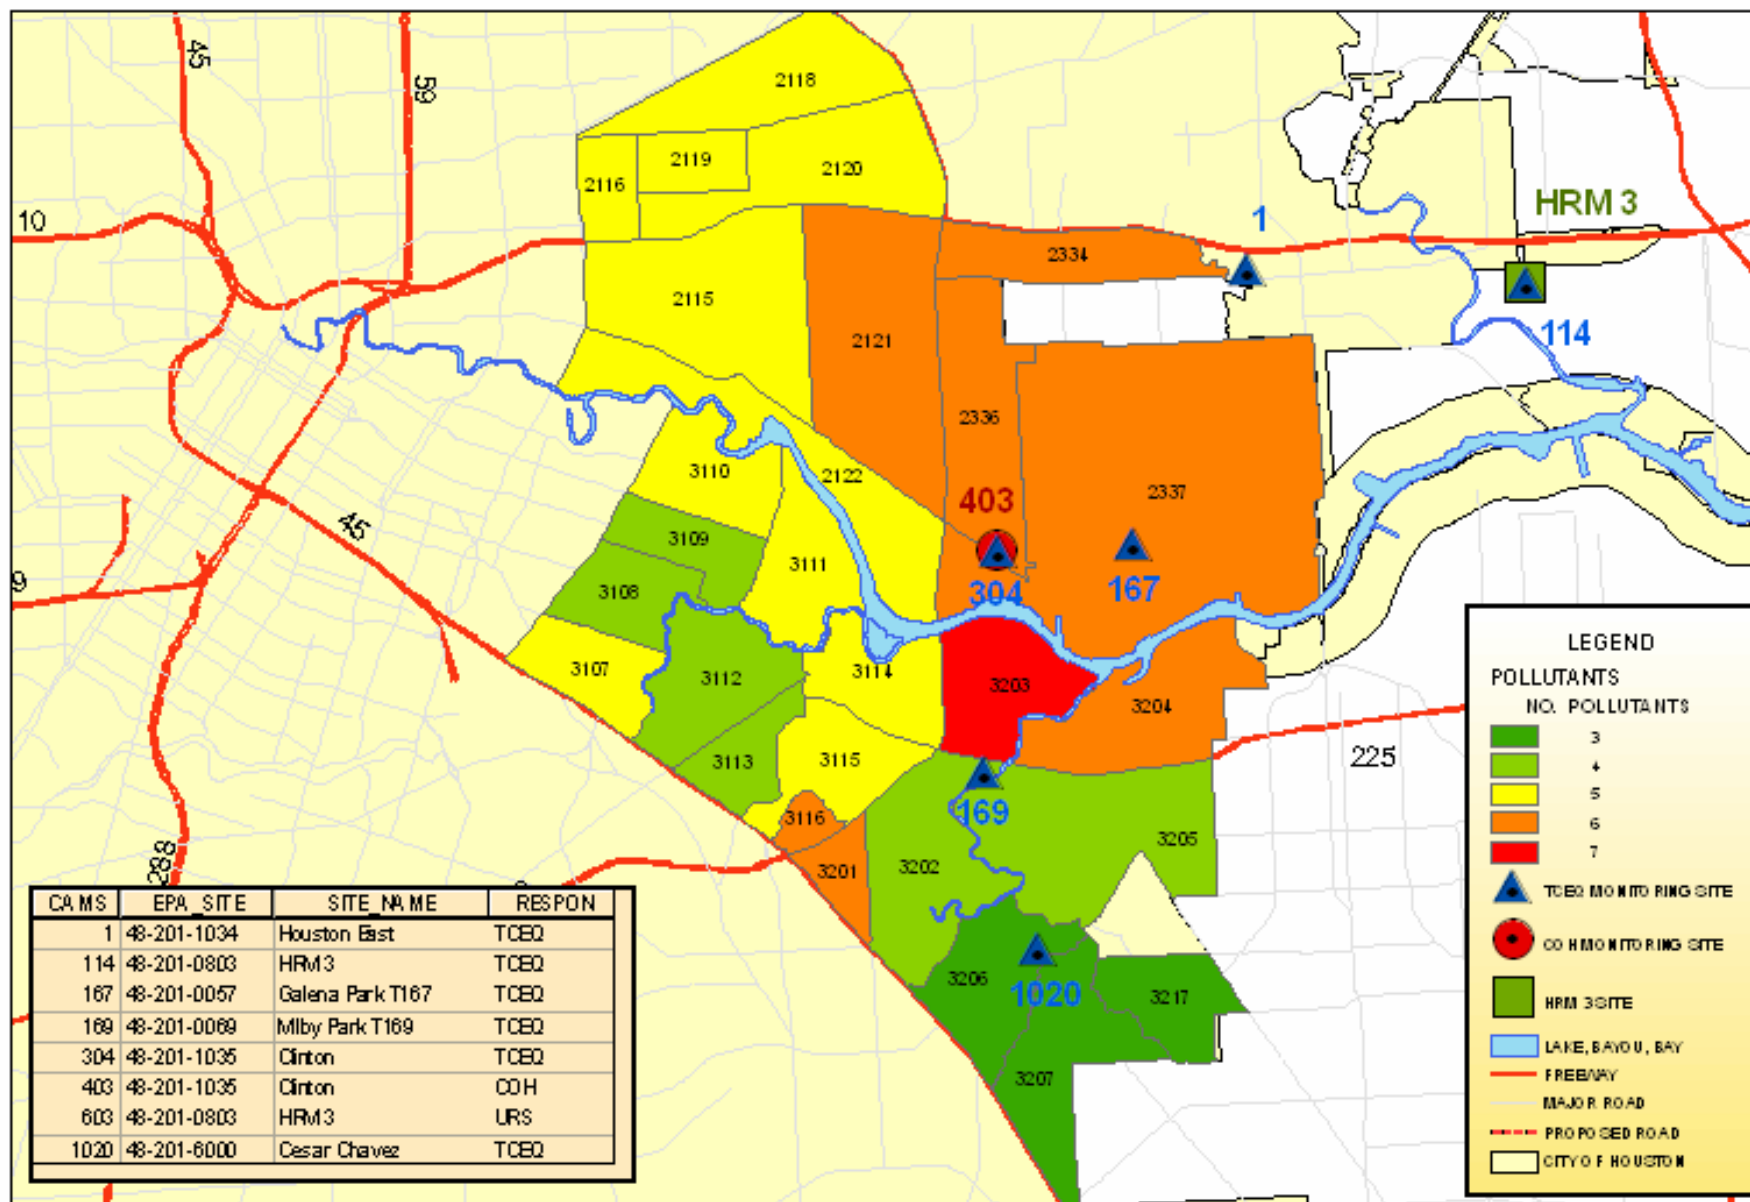 45
59
2118
2119
2120
2116
10
HRM 3
1
2334
2115
2121
114
2336
3110
2122
2337
403
45
3109
3111
9
3108
304
167
3107
3112
3114
3203
3204
3113
3115
225
169
3116
3205
288
3201
3202
3206
1020
3217
3207
CAMS EPA_SITE SITE_NAME RESPON
1 48-201-1034 Houston East TCEQ
114 48-201-0803 HRM3 TCEQ
167 48-201-0057 Galena Park T167 TCEQ
169 48-201-0069 Milby Park T169 TCEQ
304 48-201-1035 Clinton TCEQ
403 48-201-1035 Clinton COH
603 48-201-0803 HRM3 URS
1020 48-201-6000 Cesar Chavez TCEQ
LEGEND
POLLUTANTS
NO. POLLUTANTS
3
4
5
6
7
TCEQ MONITORING SITE
COH MONITORING SITE
HRM 3 SITE
LAKE, BAYOU, BAY
FREEWAY
MAJOR ROAD
PROPOSED ROAD
CITY OF HOUSTON